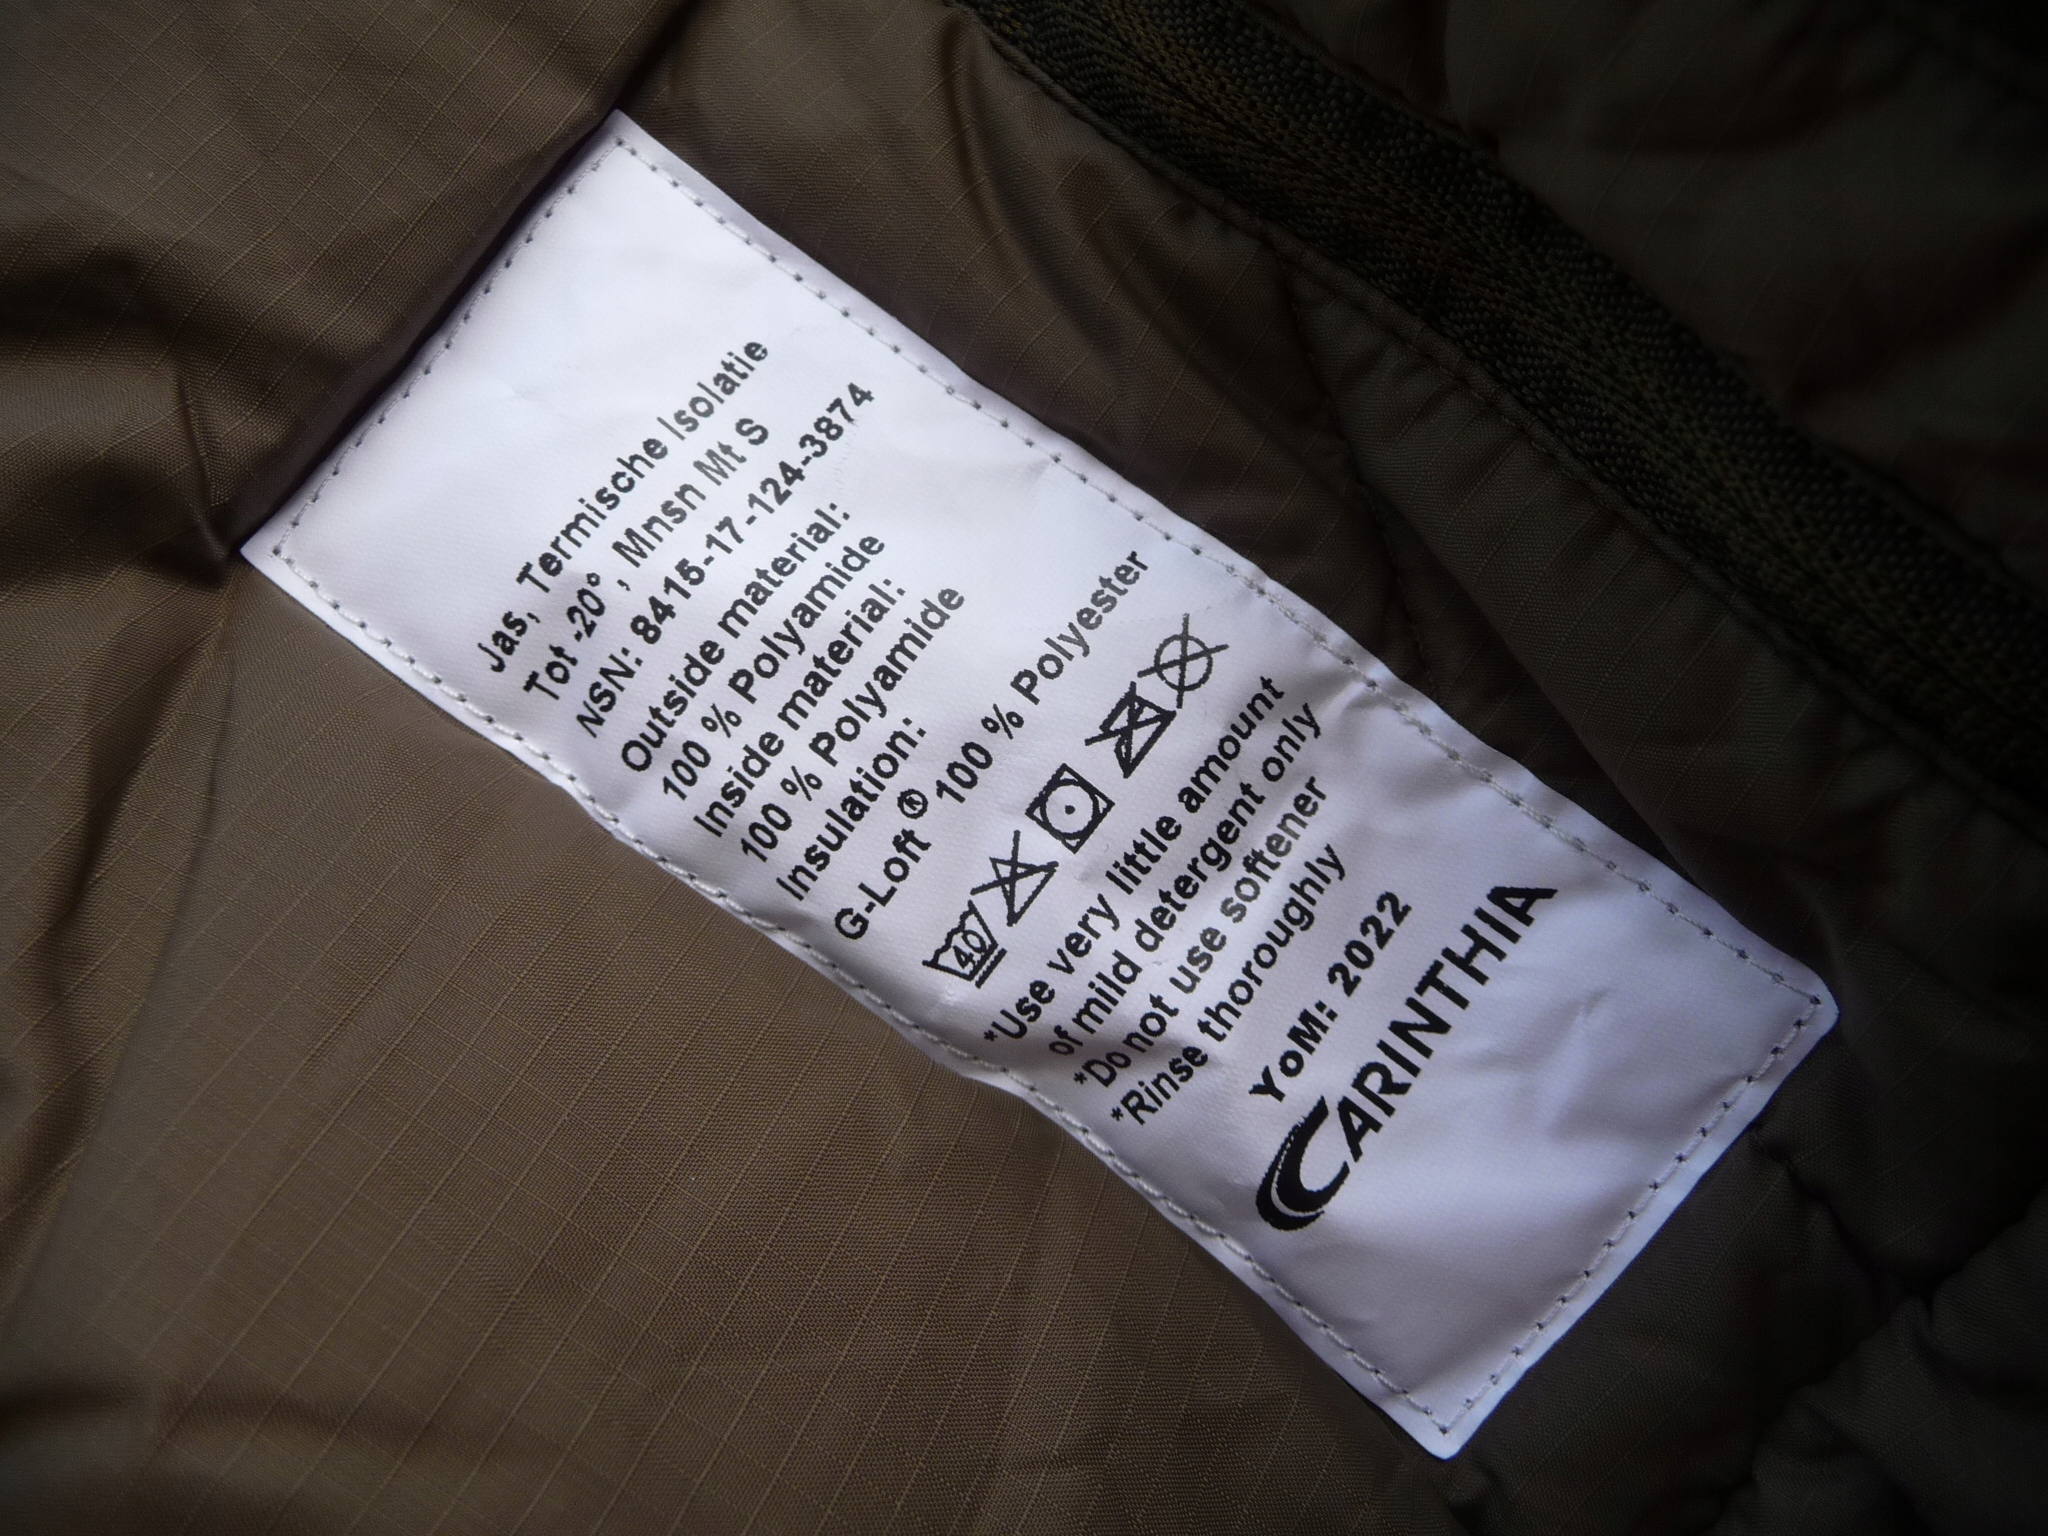 Jas, Termische Isolatie
Tot -20° , Mnsn Mt S
NSN: 8415-17-124-3874
Outside material:
100 % Polyamide
Inside material:
100 % Polyamide
Insulation:
G-Loft® 100 % Polyester
40
*Use very little amount
of mild detergent only
*Do not use softener
*Rinse thoroughly
YoM: 2022
CARINTHIA